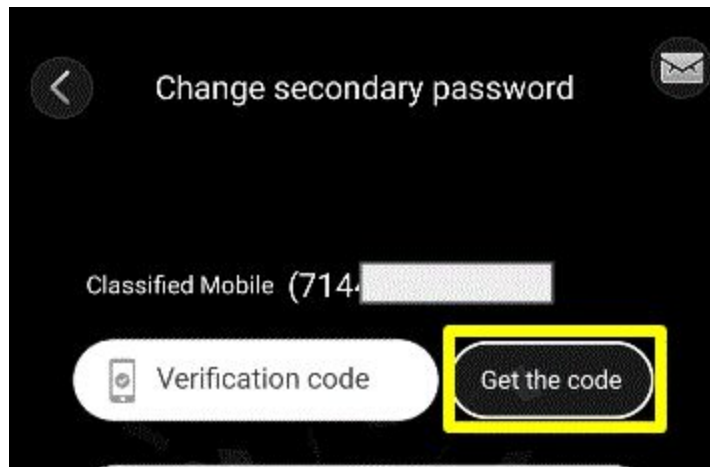 Change secondary password
Classified Mobile (714
Verification code
Get the code